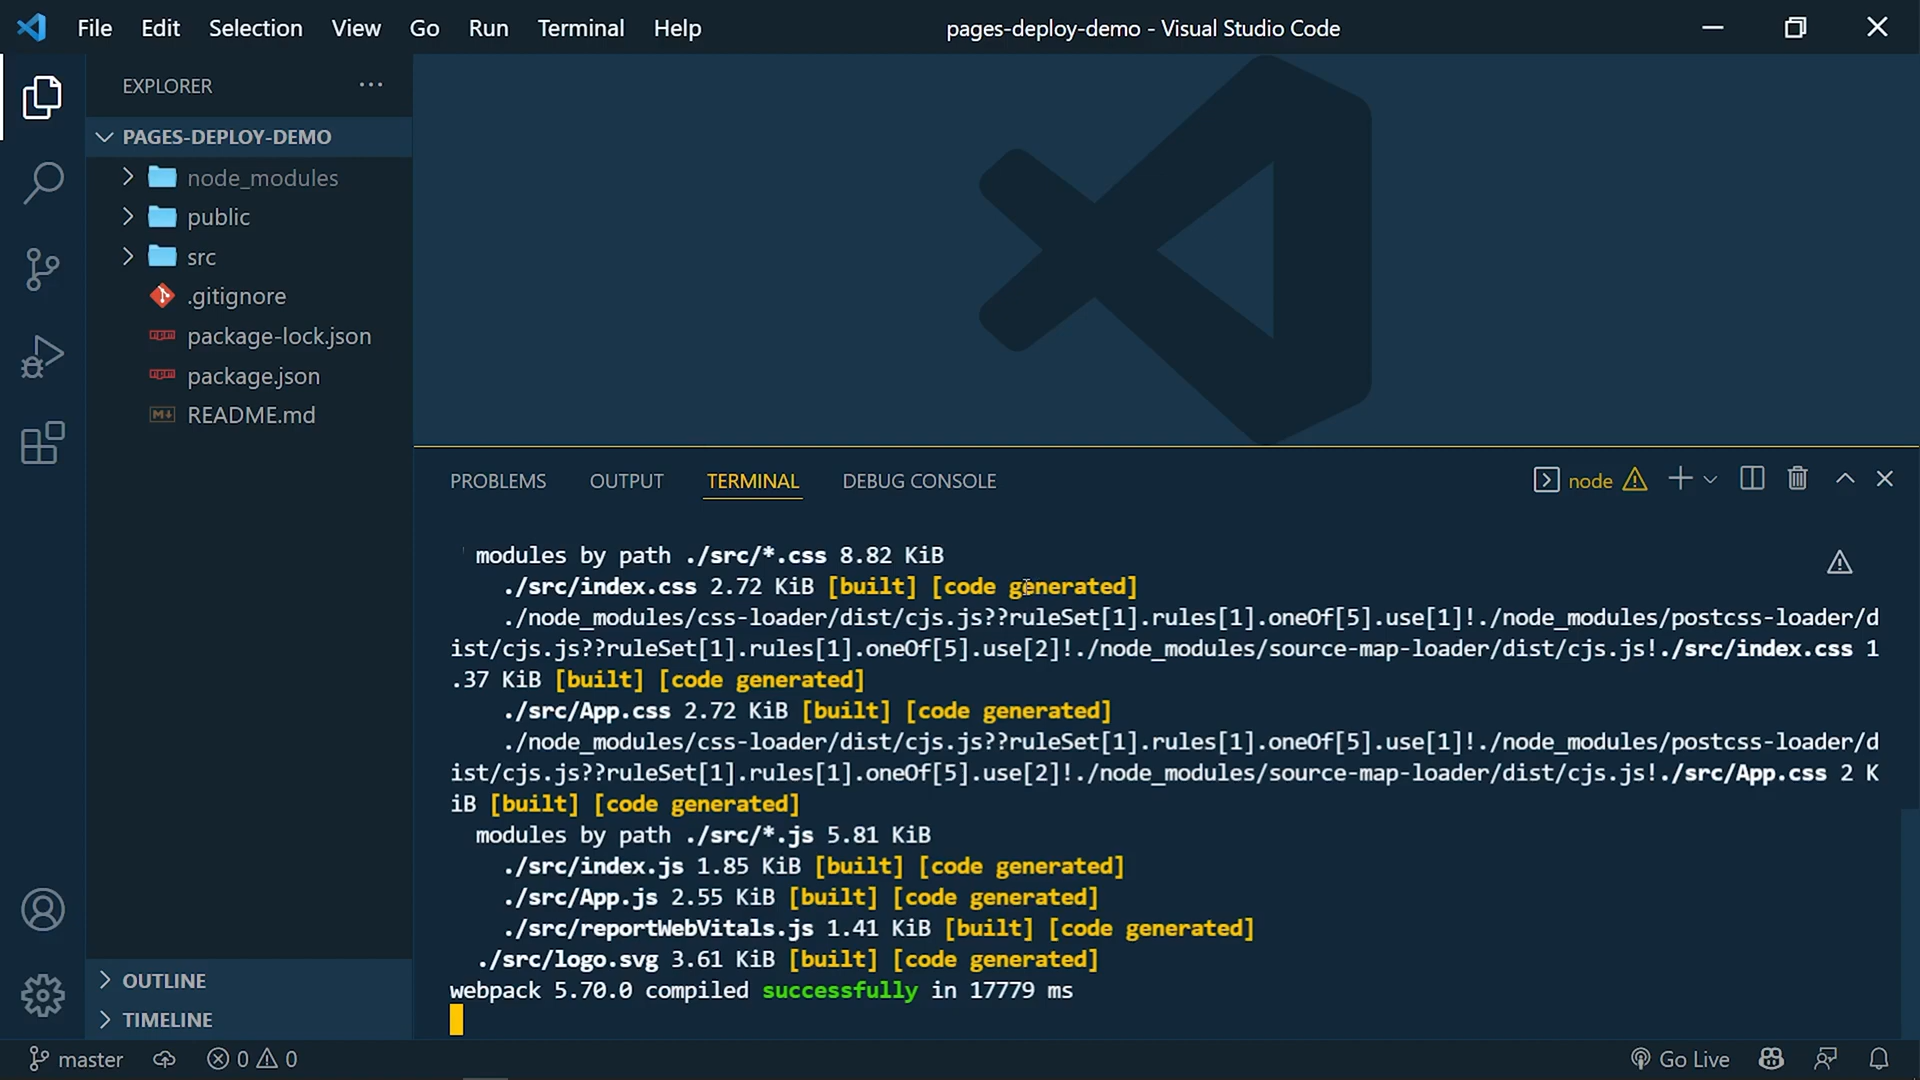 File Edit Selection View Go Run Terminal Help pages-deploy-demo - Visual Studio Code
EXPLORER
PAGES-DEPLOY-DEMO
node_modules
public
src
.gitignore
package-lock.json
package.json
README.md
OUTLINE
TIMELINE
PROBLEMS OUTPUT TERMINAL DEBUG CONSOLE node
modules by path ./src/*.css 8.82 KiB
./src/index.css 2.72 KiB [built] [code generated]
./node_modules/css-loader/dist/cjs.js??ruleSet[1].rules[1].oneOf[5].use[1]!./node_modules/postcss-loader/d
ist/cjs.js??ruleSet[1].rules[1].oneOf[5].use[2]!./node_modules/source-map-loader/dist/cjs.js!./src/index.css 1
.37 KiB [built] [code generated]
./src/App.css 2.72 KiB [built] [code generated]
./node_modules/css-loader/dist/cjs.js??ruleSet[1].rules[1].oneOf[5].use[1]!./node_modules/postcss-loader/d
ist/cjs.js??ruleSet[1].rules[1].oneOf[5].use[2]!./node_modules/source-map-loader/dist/cjs.js!./src/App.css 2 K
iB [built] [code generated]
modules by path ./src/*.js 5.81 KiB
./src/index.js 1.85 KiB [built] [code generated]
./src/App.js 2.55 KiB [built] [code generated]
./src/reportWebVitals.js 1.41 KiB [built] [code generated]
./src/logo.svg 3.61 KiB [built] [code generated]
webpack 5.70.0 compiled successfully in 17779 ms
master 0 0 Go Live